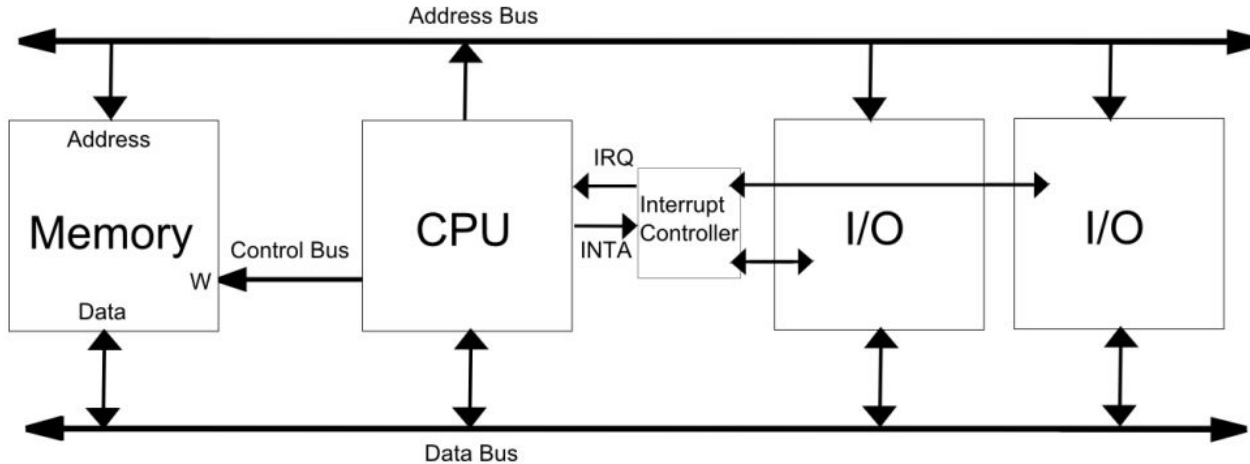 Address Bus
Address
Memory
Control Bus
W
Data
CPU
IRQ
INTA
Interrupt
Controller
I/O
I/O
Data Bus